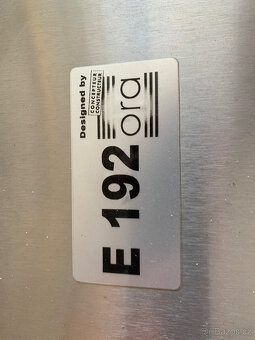 Designed by
CONCEPTEUR
CONSTRUCTEUR
ora
E 192